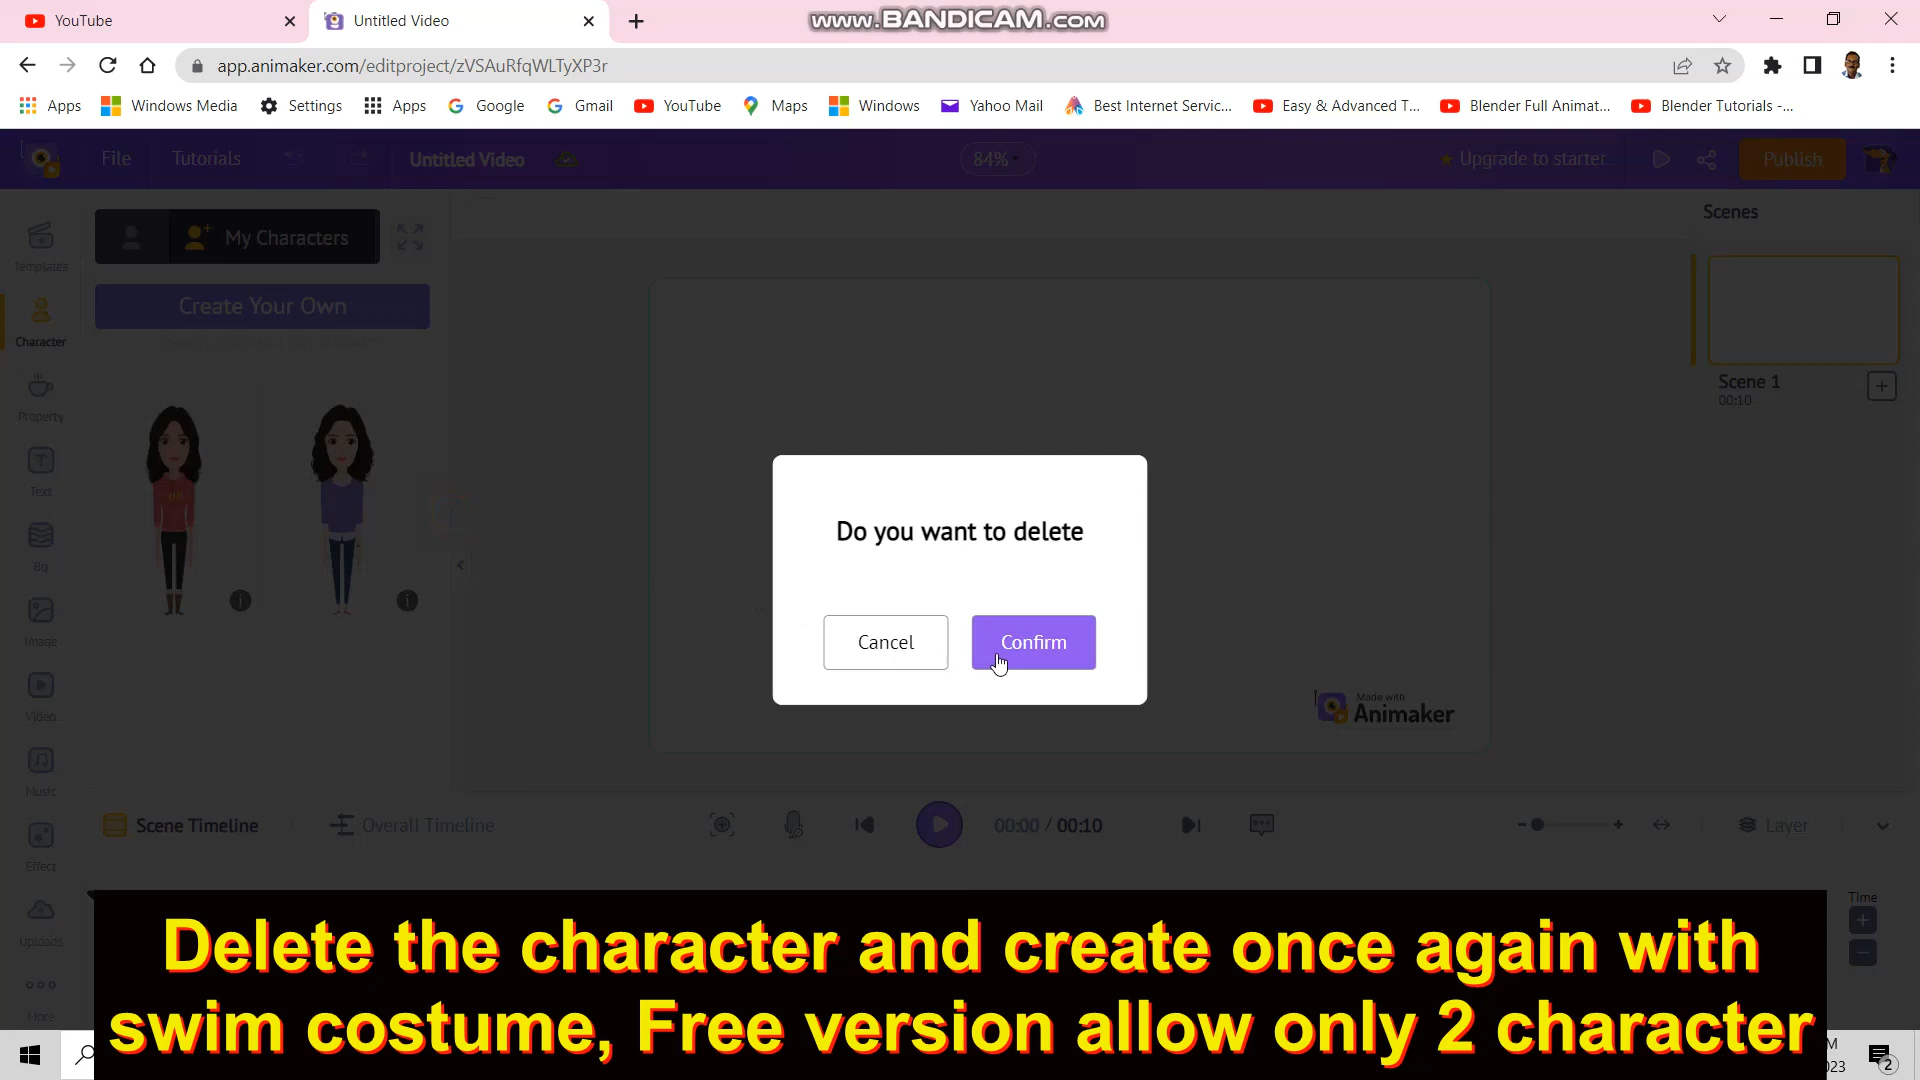 YouTube
Untitled Video
www.BANDICAM.com
app.animaker.com/editproject/zVSAuRfqWLTyXP3r
Apps
Windows Media
Settings
Apps
Google
Gmail
YouTube
Maps
Windows
Yahoo Mail
Best Internet Servic...
Easy & Advanced T...
Blender Full Animat...
Blender Tutorials -...
File
Tutorials
Untitled Video
84%
Upgrade to starter
Publish
Templates
Character
Property
Text
Bg
Image
Video
Music
Effect
Uploads
More
My Characters
Create Your Own
Scenes
Scene 1
00:10
Do you want to delete
Cancel
Confirm
Made with
Animaker
Scene Timeline
Overall Timeline
00:00 / 00:10
Layer
Time
Delete the character and create once again with
swim costume, Free version allow only 2 character
M
023
2